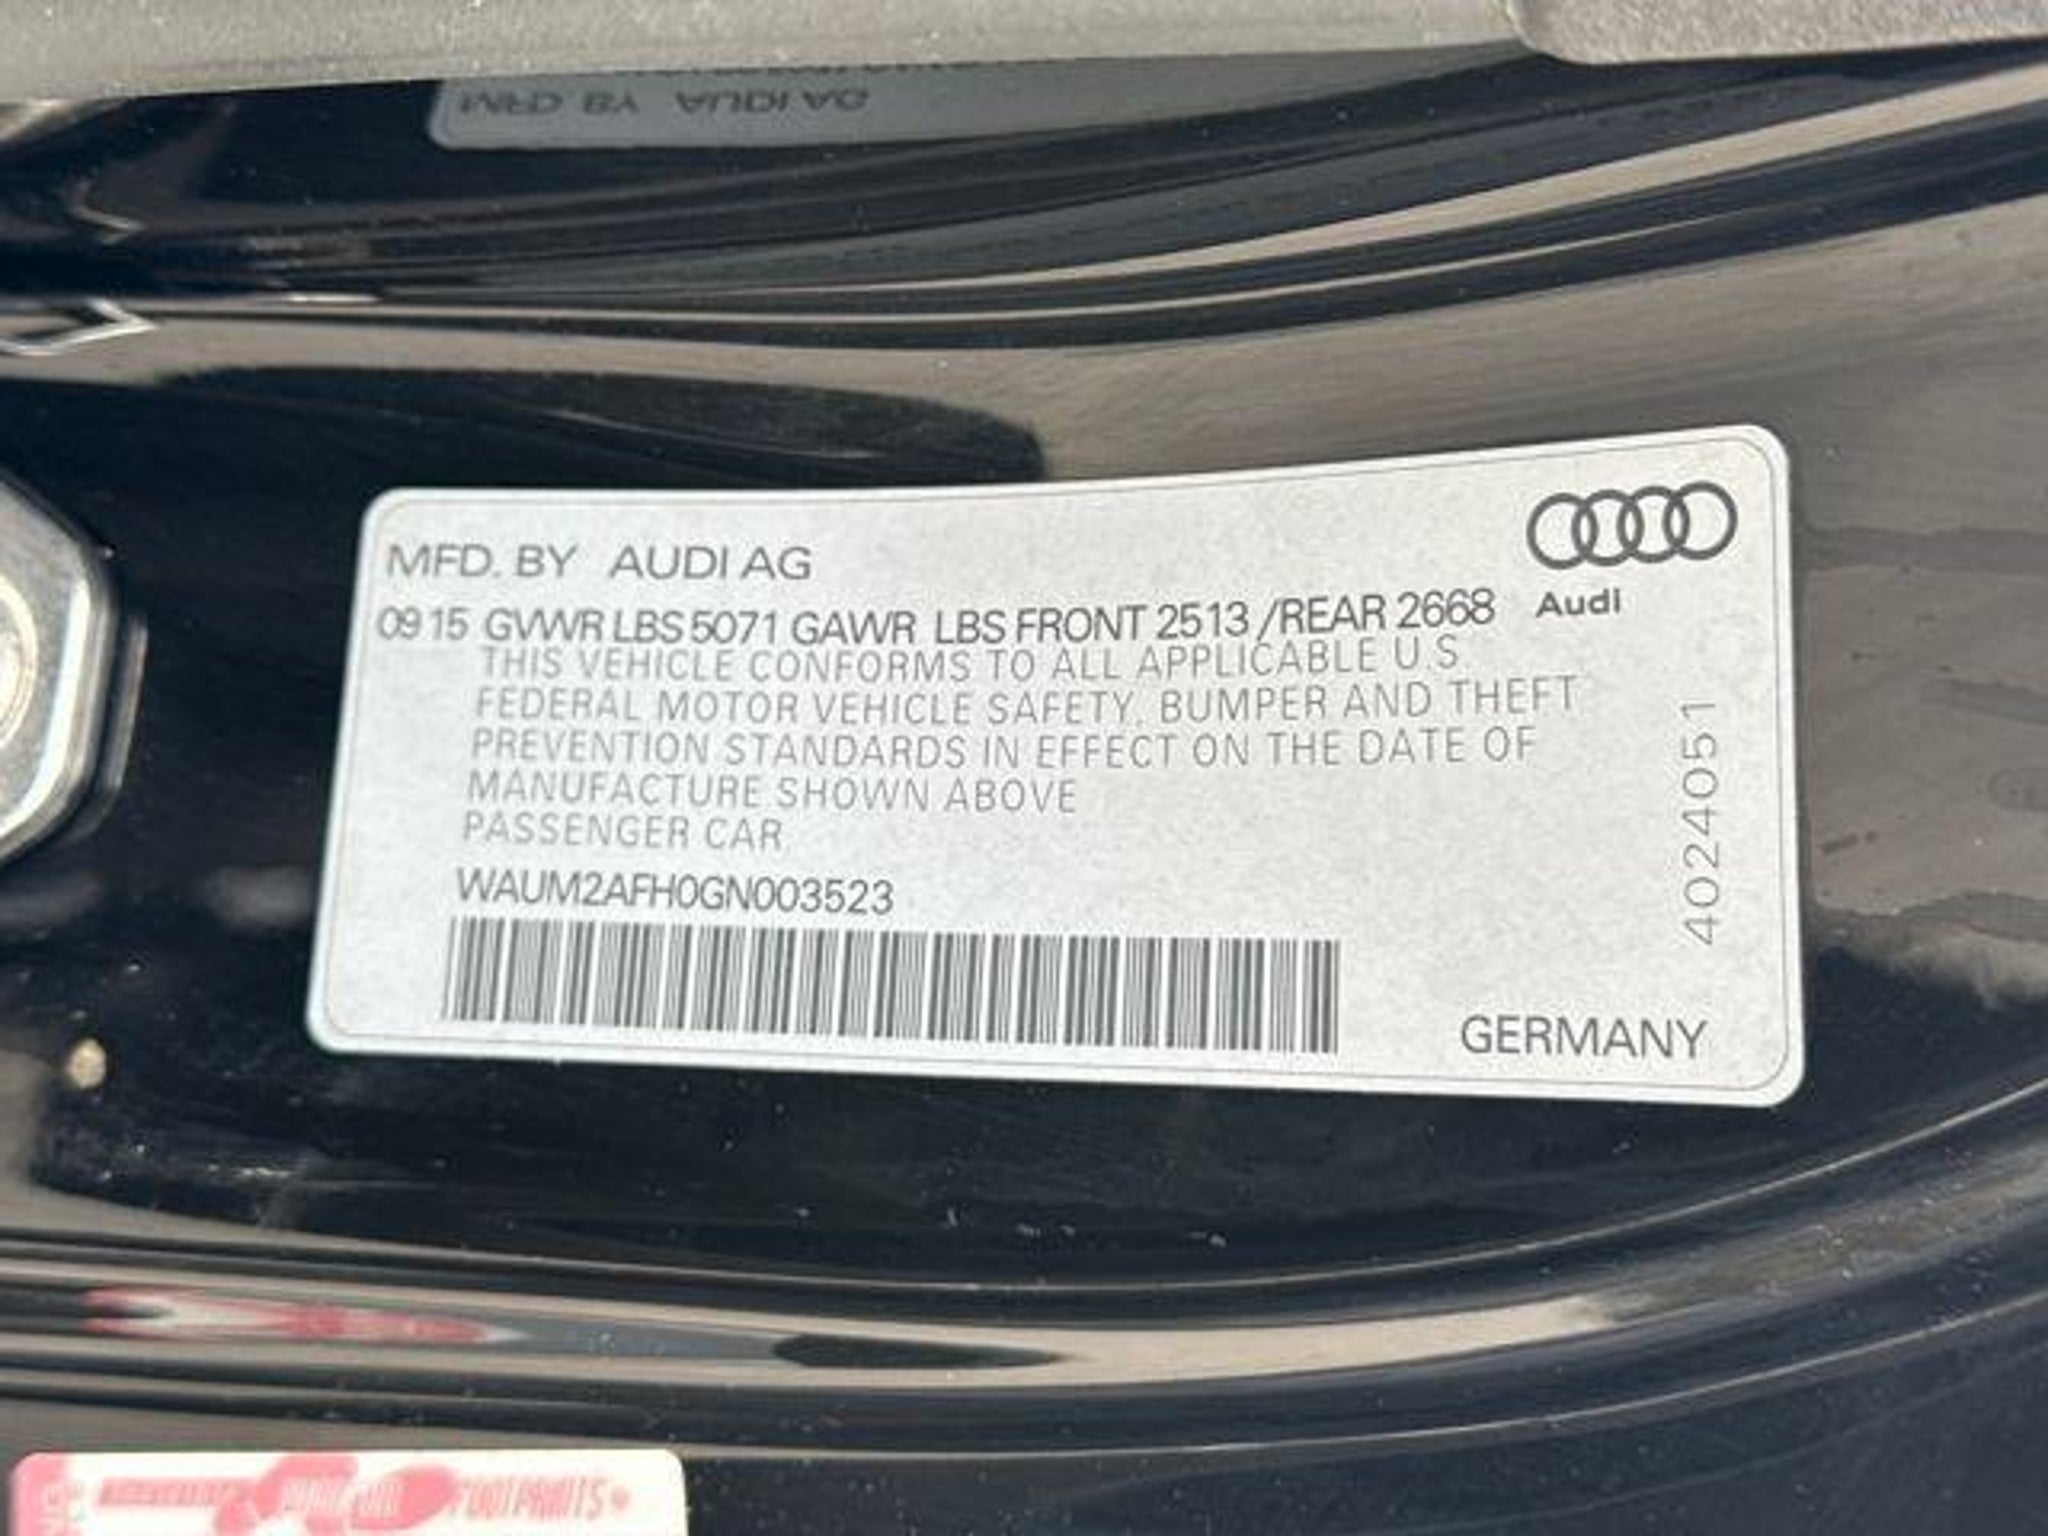 MFD. BY AUDI AG
09 15 GVWR LBS 5071 GAWR LBS FRONT 2513 /REAR 2668
Audi
THIS VEHICLE CONFORMS TO ALL APPLICABLE U.S.
FEDERAL MOTOR VEHICLE SAFETY, BUMPER AND THEFT
PREVENTION STANDARDS IN EFFECT ON THE DATE OF
MANUFACTURE SHOWN ABOVE
PASSENGER CAR
WAUM2AFH0GN003523
4024051
GERMANY
FOOTPRINTS